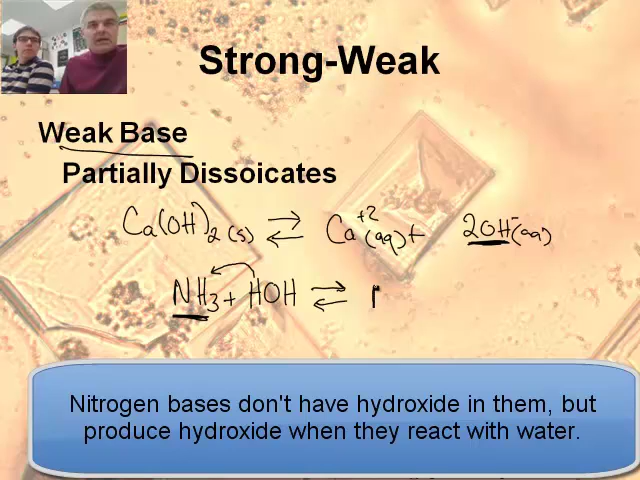 Strong-Weak
Weak Base
Partially Dissoicates
Ca(OH)₂(s) ⇌ Ca⁺²(aq) + 2OH⁻(aq)
NH₃ + HOH ⇌
Nitrogen bases don't have hydroxide in them, but
produce hydroxide when they react with water.